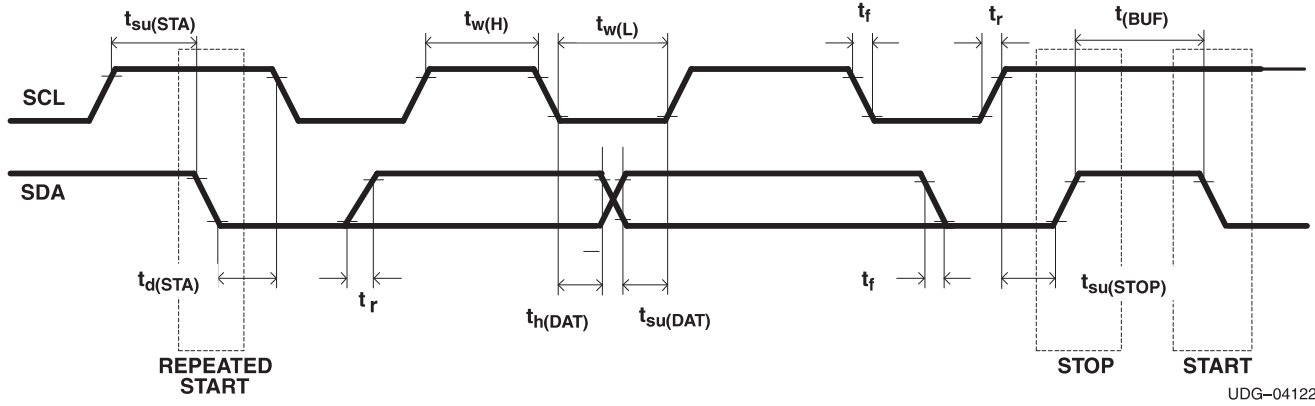 tsu(STA)
tw(H)
tw(L)
tf
tr
t(BUF)
SCL
SDA
td(STA)
tr
th(DAT)
tsu(DAT)
tf
tsu(STOP)
REPEATED
START
STOP
START
UDG–04122